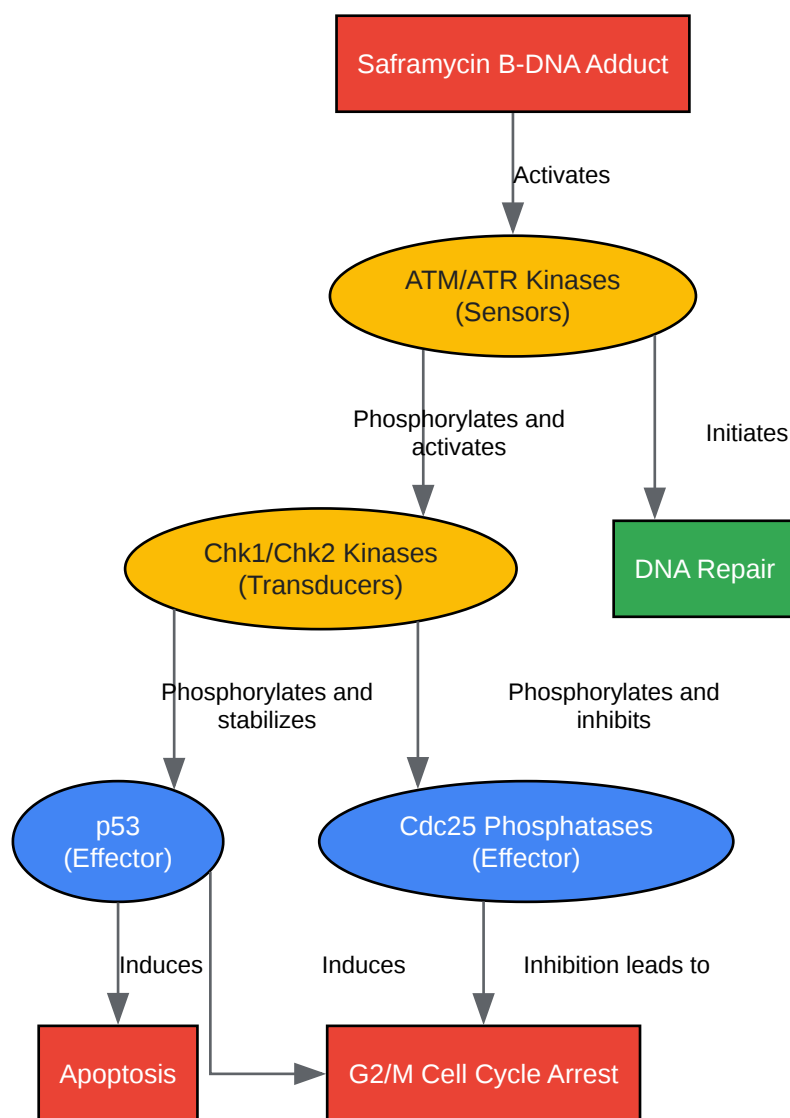 Saframycin B-DNA Adduct
Activates
ATM/ATR Kinases
(Sensors)
Phosphorylates and
activates
Initiates
Chk1/Chk2 Kinases
(Transducers)
DNA Repair
Phosphorylates and
stabilizes
Phosphorylates and
inhibits
p53
(Effector)
Cdc25 Phosphatases
(Effector)
Induces
Induces
Inhibition leads to
Apoptosis
G2/M Cell Cycle Arrest